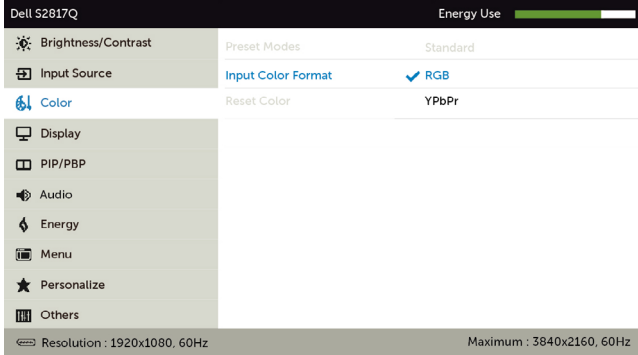 Dell S2817Q Energy Use
Brightness/Contrast Preset Modes Standard
Input Source Input Color Format RGB
Color Reset Color YPbPr
Display
PIP/PBP
Audio
Energy
Menu
Personalize
Others
Resolution : 1920x1080, 60Hz Maximum : 3840x2160, 60Hz